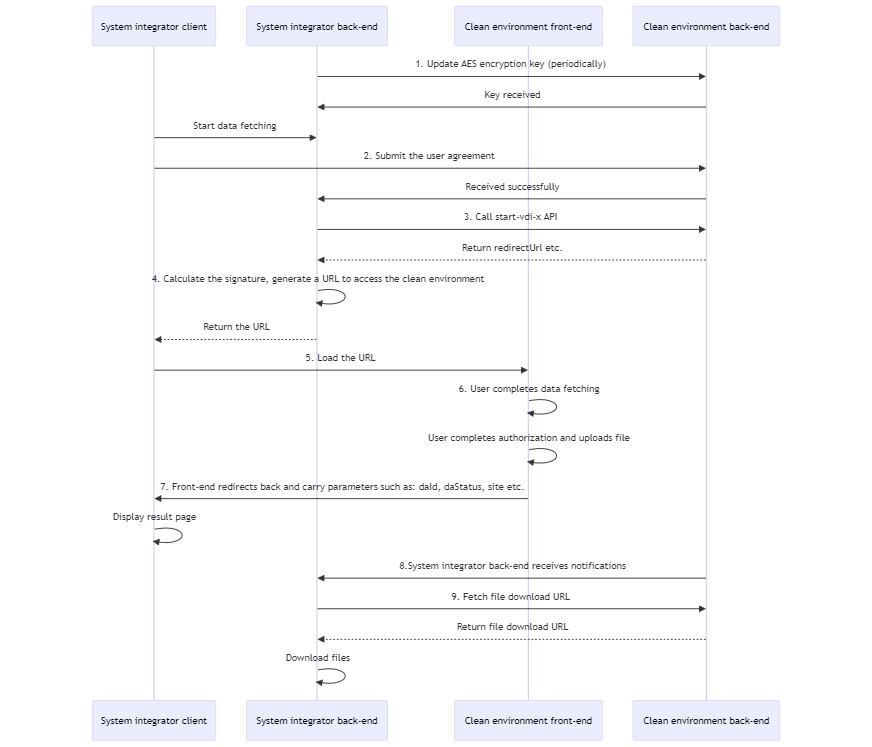 System integrator client
System integrator back-end
Clean environment front-end
Clean environment back-end
1. Update AES encryption key (periodically)
Key received
Start data fetching
2. Submit the user agreement
Received successfully
3. Call start-vdi-x API
Return redirectUrl etc.
4. Calculate the signature, generate a URL to access the clean environment
Return the URL
5. Load the URL
6. User completes data fetching
User completes authorization and uploads file
7. Front-end redirects back and carry parameters such as: daId, daStatus, site etc.
Display result page
8.System integrator back-end receives notifications
9. Fetch file download URL
Return file download URL
Download files
System integrator client
System integrator back-end
Clean environment front-end
Clean environment back-end